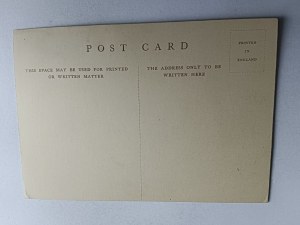 POST CARD
THIS SPACE MAY BE USED FOR PRINTED
OR WRITTEN MATTER
THE ADDRESS ONLY TO BE
WRITTEN HERE
PRINTED
IN
ENGLAND